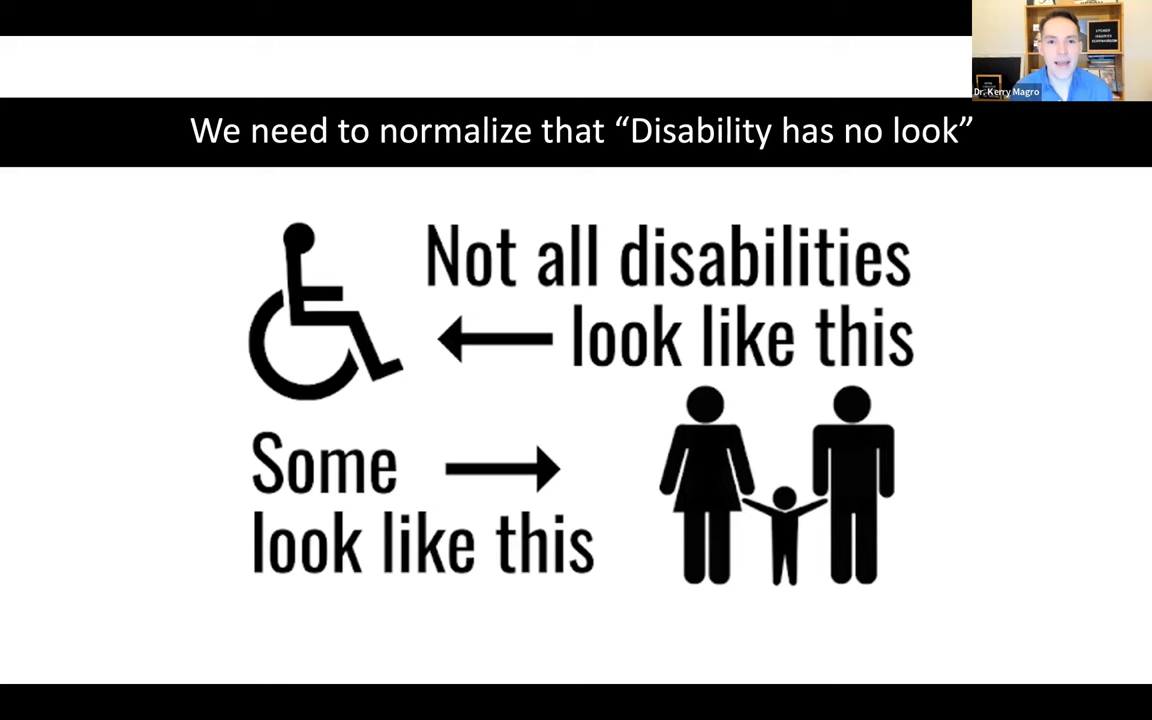 We need to normalize that “Disability has no look”
Not all disabilities
look like this
Some
look like this
Dr. Kerry Magro